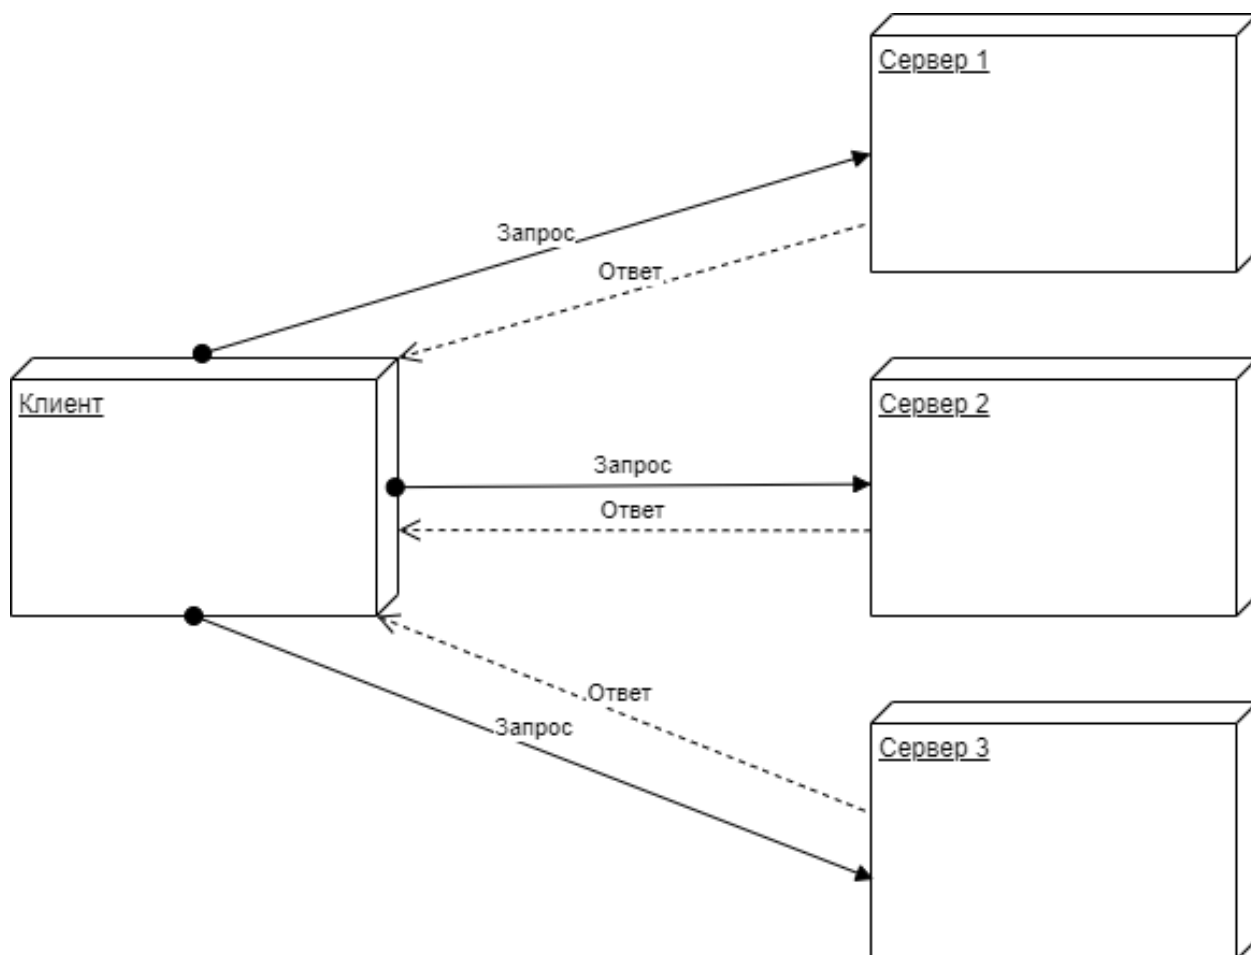 Сервер 1
Запрос
Ответ
Клиент
Сервер 2
Запрос
Ответ
Ответ
Запрос
Сервер 3